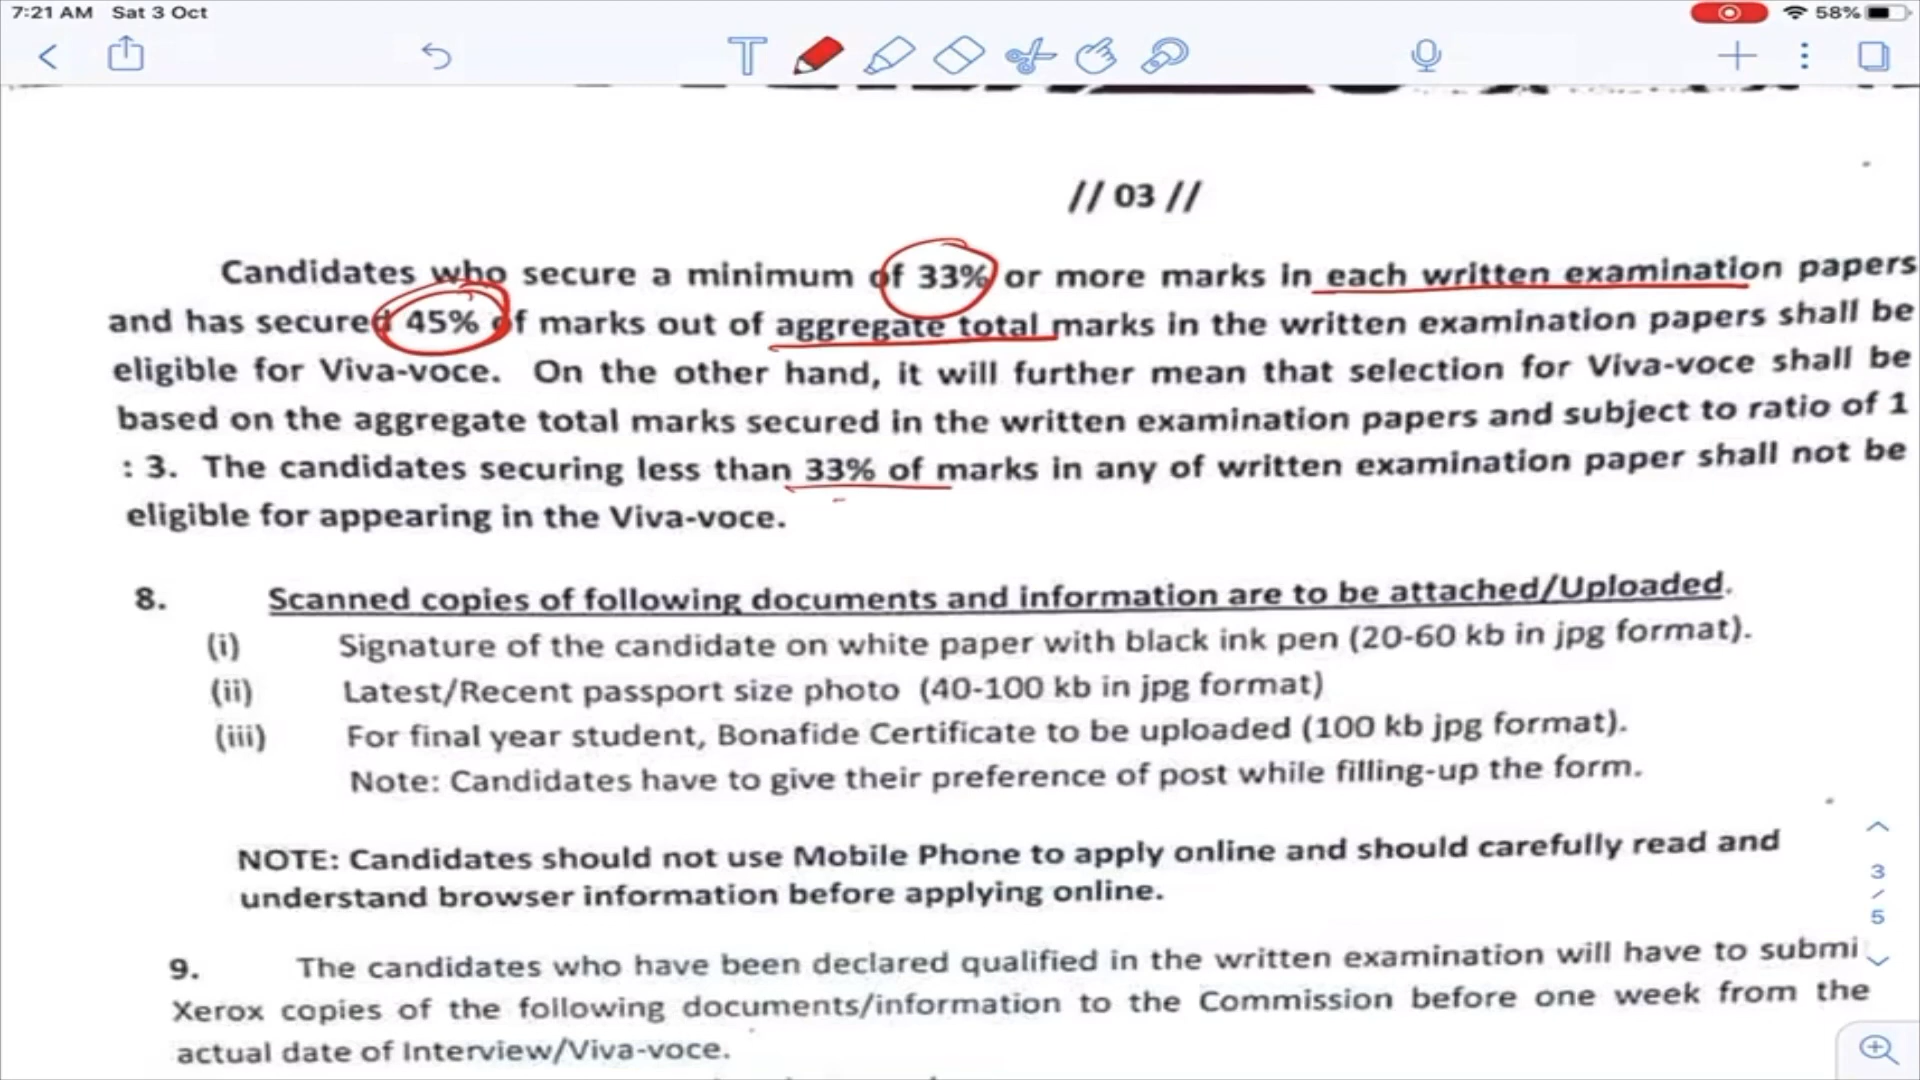 7:21 AM Sat 3 Oct
58%
// 03 //
Candidates who secure a minimum of 33% or more marks in each written examination papers
and has secured 45% of marks out of aggregate total marks in the written examination papers shall be
eligible for Viva-voce. On the other hand, it will further mean that selection for Viva-voce shall be
based on the aggregate total marks secured in the written examination papers and subject to ratio of 1
: 3. The candidates securing less than 33% of marks in any of written examination paper shall not be
eligible for appearing in the Viva-voce.
8. Scanned copies of following documents and information are to be attached/Uploaded.
(i) Signature of the candidate on white paper with black ink pen (20-60 kb in jpg format).
(ii) Latest/Recent passport size photo (40-100 kb in jpg format)
(iii) For final year student, Bonafide Certificate to be uploaded (100 kb jpg format).
Note: Candidates have to give their preference of post while filling-up the form.
NOTE: Candidates should not use Mobile Phone to apply online and should carefully read and
understand browser information before applying online.
3
/
5
9. The candidates who have been declared qualified in the written examination will have to submi
Xerox copies of the following documents/information to the Commission before one week from the
actual date of Interview/Viva-voce.